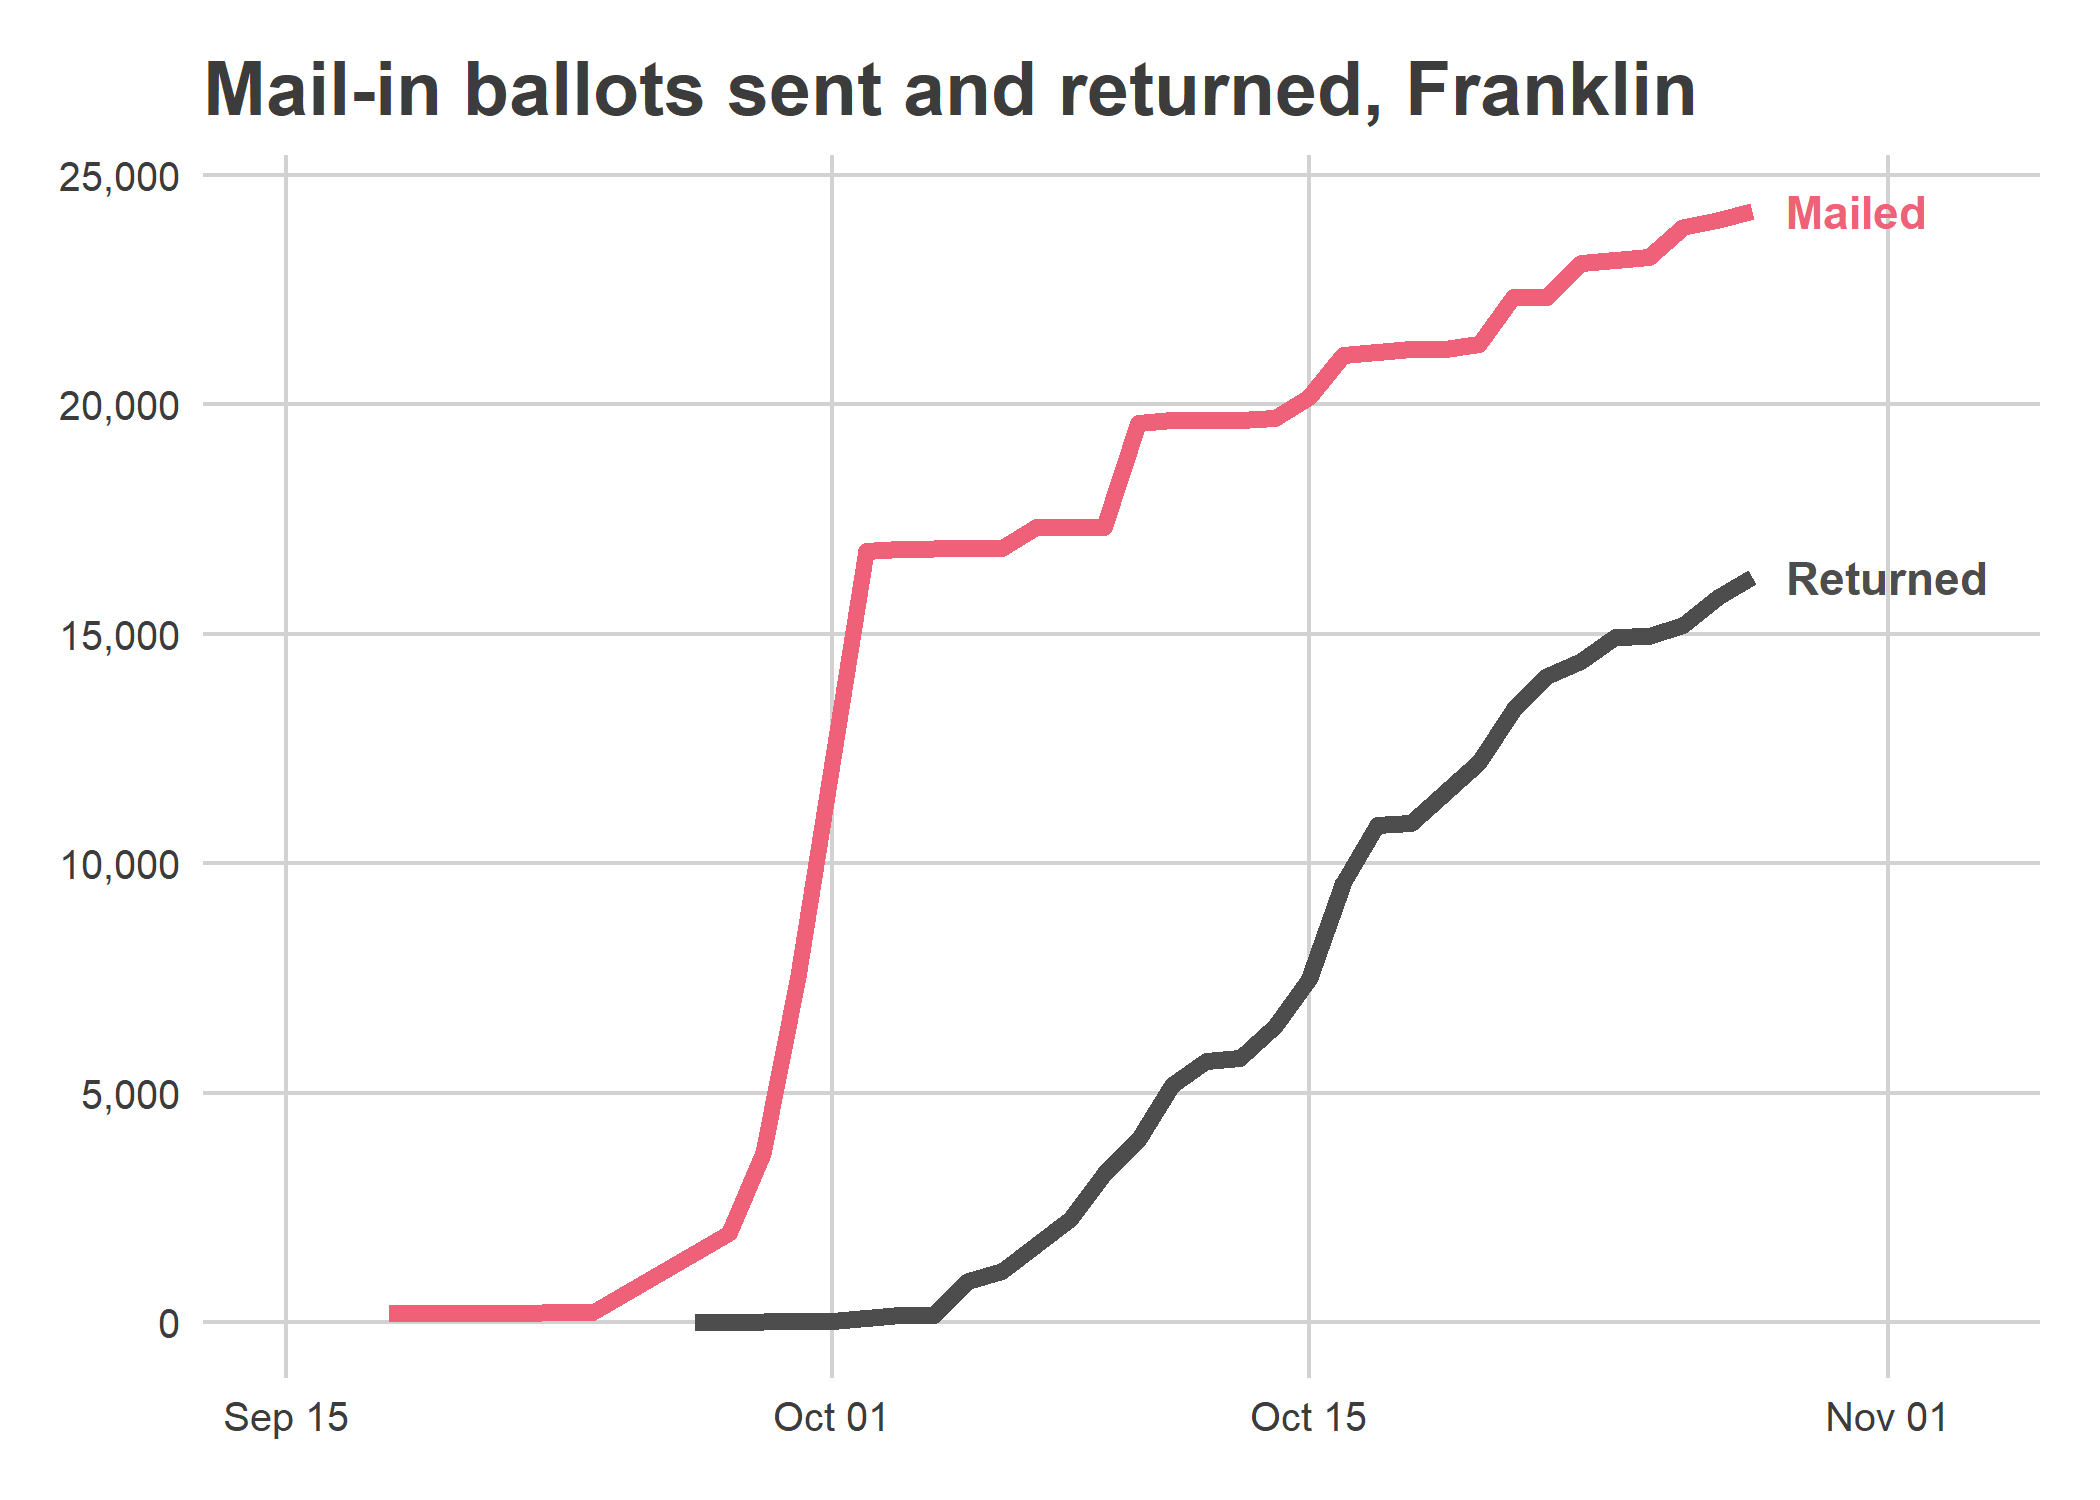 Mail-in ballots sent and returned, Franklin
25,000
Mailed
20,000
Returned
15,000
10,000
5,000
0
Sep 15 Oct 01 Oct 15 Nov 01